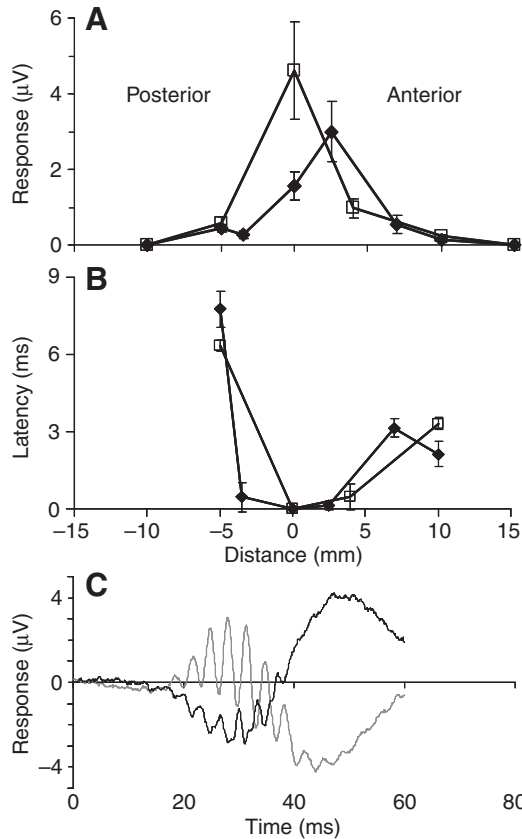 A
6
4
2
0
Response (μV)
Posterior
Anterior
B
9
6
3
0
Latency (ms)
−15 −10 −5 0 5 10 15
Distance (mm)
C
4
0
−4
Response (μV)
0 20 40 60 80
Time (ms)